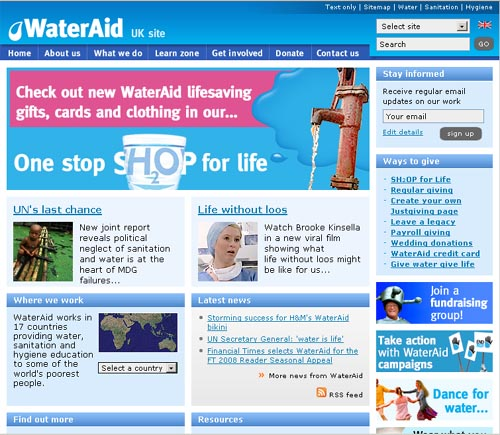 Text only | Sitemap | Water | Sanitation | Hygiene
WaterAid UK site
Select site
Search GO
Home About us What we do Learn zone Get involved Donate Contact us
Check out new WaterAid lifesaving
gifts, cards and clothing in our...
One stop SH2OP for life
Stay informed
Receive regular email
updates on our work
Your email
Edit details sign up
Ways to give
SH2OP for Life
Regular giving
Create your own
Justgiving page
Leave a legacy
Payroll giving
Wedding donations
WaterAid credit card
Give water give life
UN's last chance
New joint report
reveals political
neglect of sanitation
and water is at the
heart of MDG
failures...
Life without loos
Watch Brooke Kinsella
in a new viral film
showing what
life without loos might
be like for us...
Where we work
WaterAid works in
17 countries
providing water,
sanitation and
hygiene education
to some of the
world's poorest
people.
Select a country
Latest news
Storming success for H&M's WaterAid
bikini
UN Secretary General: 'water is life'
Financial Times selects WaterAid for the
FT 2008 Reader Seasonal Appeal
More news from WaterAid
RSS feed
Join a
fundraising
group!
Take action
with WaterAid
campaigns
Dance for
water...
Find out more
Resources
Wear what you